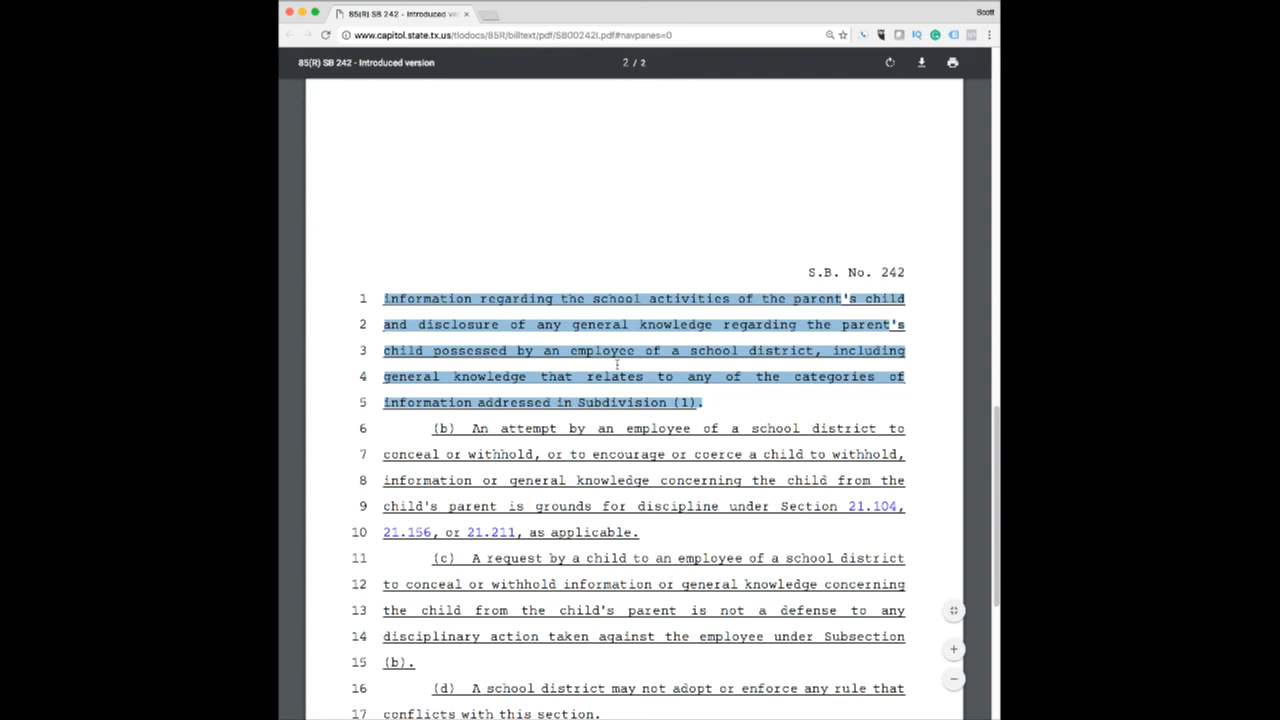 85(R) SB 242 - Introduced ve
Scott
www.capitol.state.tx.us/tlodocs/85R/billtext/pdf/SB00242I.pdf#navpanes=0
85(R) SB 242 - Introduced version
2 / 2
S.B. No. 242
1 information regarding the school activities of the parent's child
2 and disclosure of any general knowledge regarding the parent's
3 child possessed by an employee of a school district, including
4 general knowledge that relates to any of the categories of
5 information addressed in Subdivision (1).
6 (b) An attempt by an employee of a school district to
7 conceal or withhold, or to encourage or coerce a child to withhold,
8 information or general knowledge concerning the child from the
9 child's parent is grounds for discipline under Section 21.104,
10 21.156, or 21.211, as applicable.
11 (c) A request by a child to an employee of a school district
12 to conceal or withhold information or general knowledge concerning
13 the child from the child's parent is not a defense to any
14 disciplinary action taken against the employee under Subsection
15 (b).
16 (d) A school district may not adopt or enforce any rule that
17 conflicts with this section.